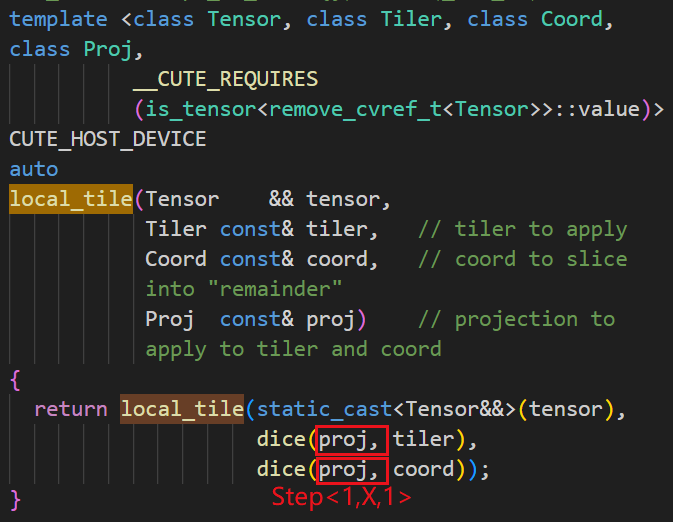 template <class Tensor, class Tiler, class Coord,
class Proj,
__CUTE_REQUIRES
(is_tensor<remove_cvref_t<Tensor>>::value)>
CUTE_HOST_DEVICE
auto
local_tile(Tensor    && tensor,
Tiler const& tiler,   // tiler to apply
Coord const& coord,   // coord to slice
into "remainder"
Proj  const& proj)    // projection to
apply to tiler and coord
{
return local_tile(static_cast<Tensor&&>(tensor),
dice(proj, tiler),
dice(proj, coord));
Step<1,X,1>
}